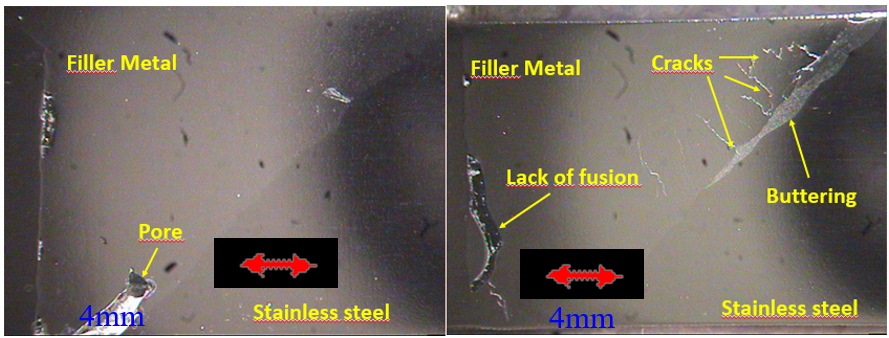 Filler Metal
Pore
Stainless steel
4mm
Filler Metal
Cracks
Lack of fusion
Buttering
Stainless steel
4mm